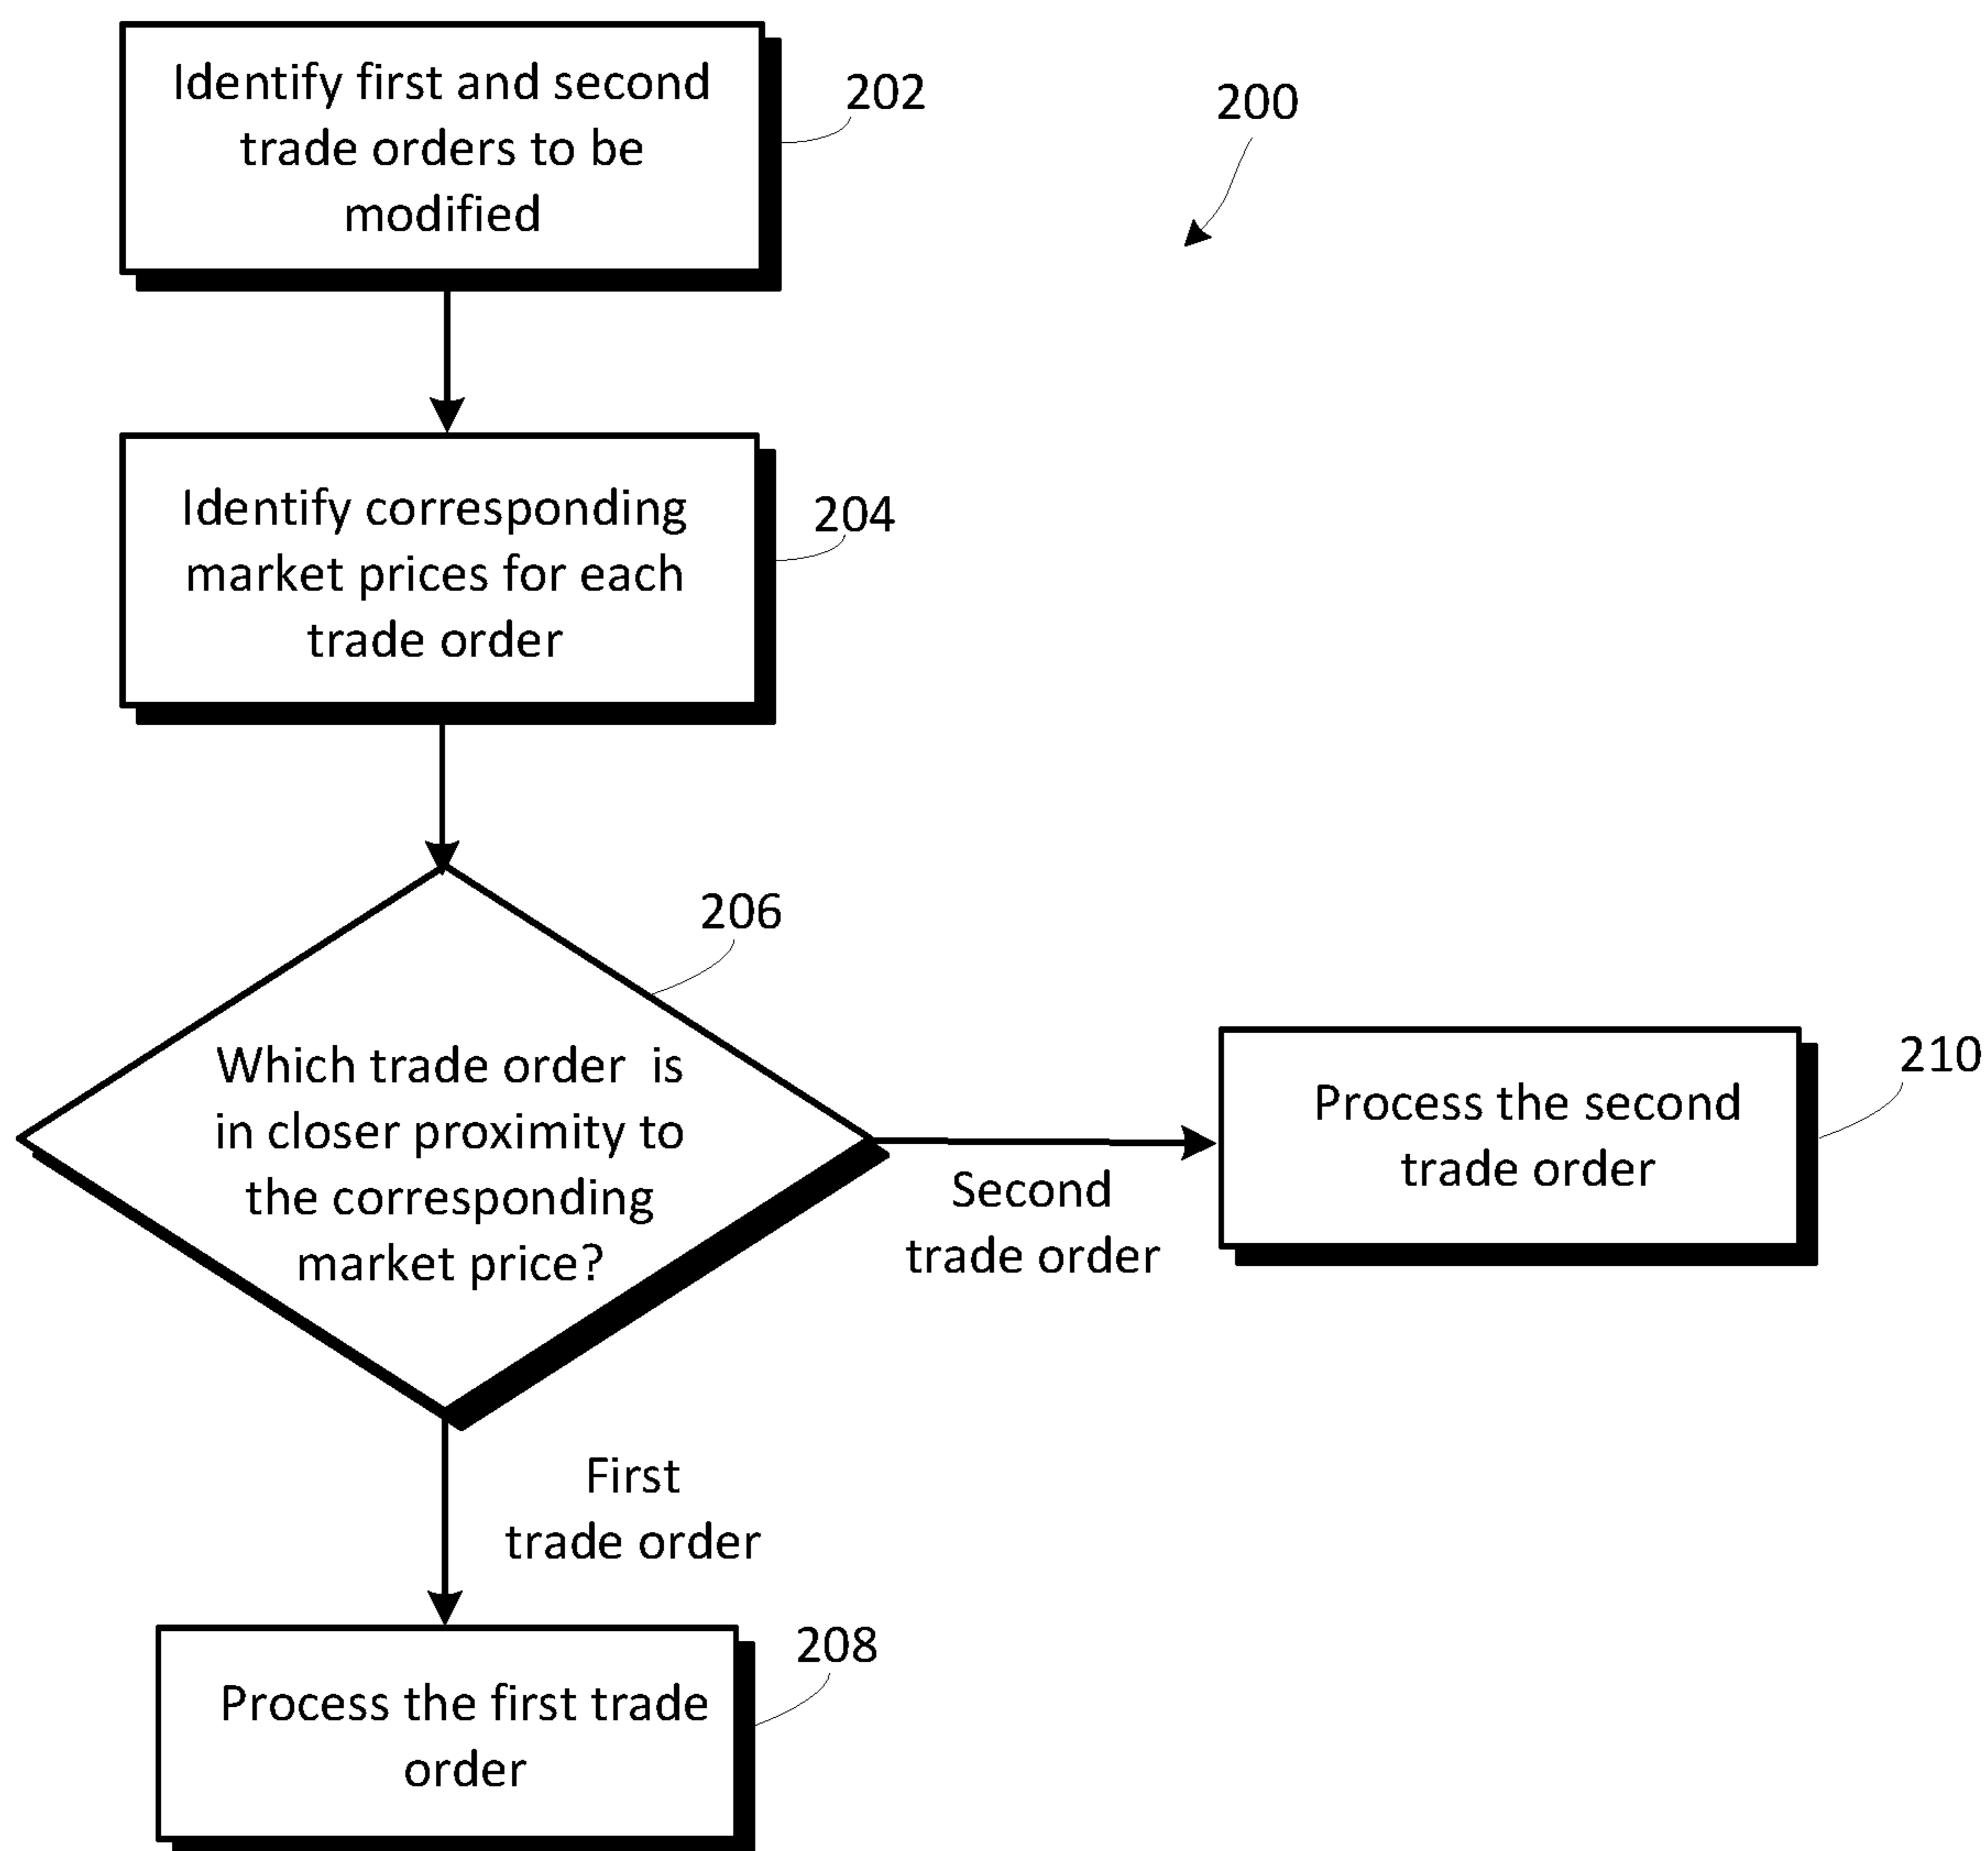 Identify first and second
trade orders to be
modified
202
200
Identify corresponding
market prices for each
trade order
204
206
Which trade order is
in closer proximity to
the corresponding
market price?
Second
trade order
Process the second
trade order
210
First
trade order
Process the first trade
order
208